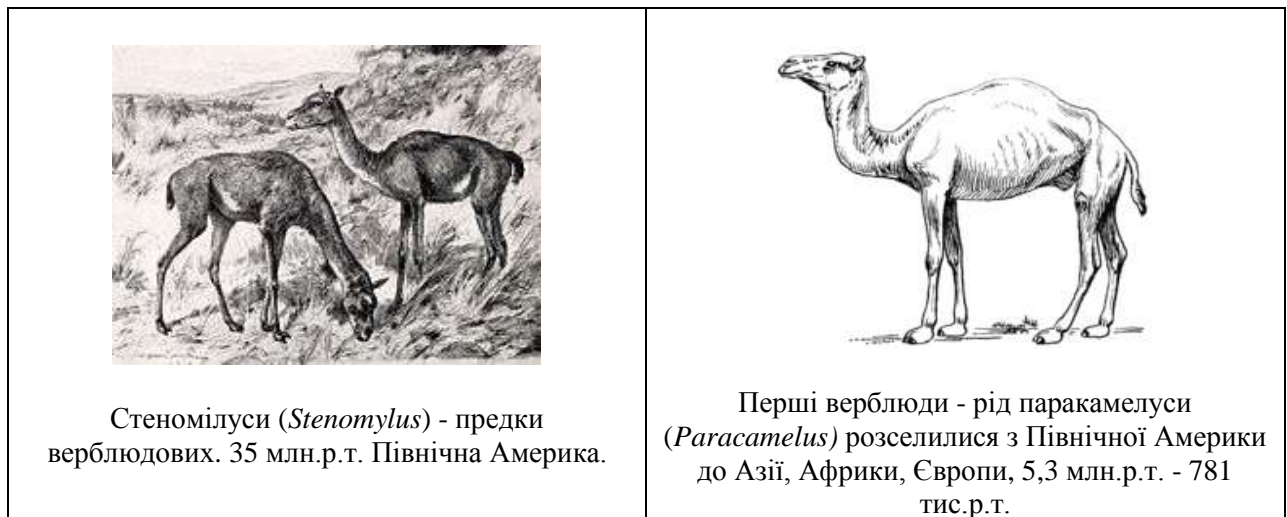 Стеномілуси (Stenomylus) - предки
верблюдових. 35 млн.р.т. Північна Америка.
Перші верблюди - рід паракамелуси
(Paracamelus) розселилися з Північної Америки
до Азії, Африки, Європи, 5,3 млн.р.т. - 781
тис.р.т.